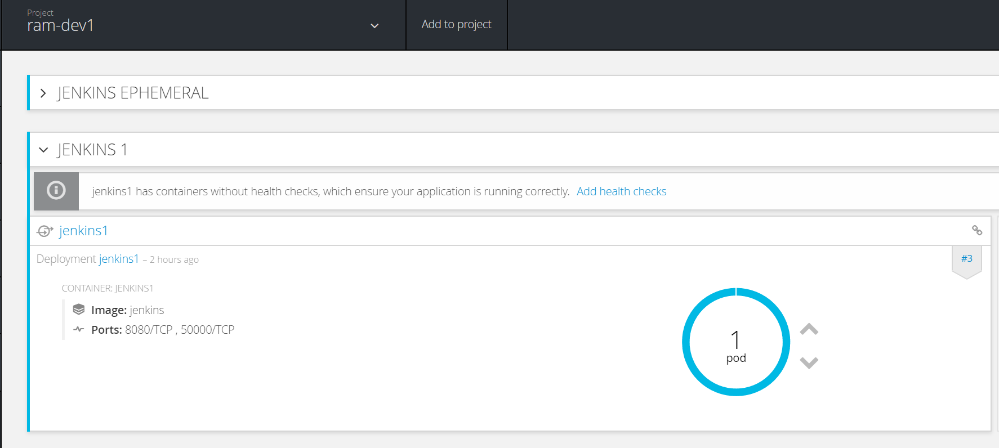 Project
ram-dev1
Add to project
JENKINS EPHEMERAL
JENKINS 1
jenkins1 has containers without health checks, which ensure your application is running correctly. Add health checks
jenkins1
Deployment jenkins1 – 2 hours ago
#3
CONTAINER: JENKINS1
Image: jenkins
Ports: 8080/TCP , 50000/TCP
1
pod